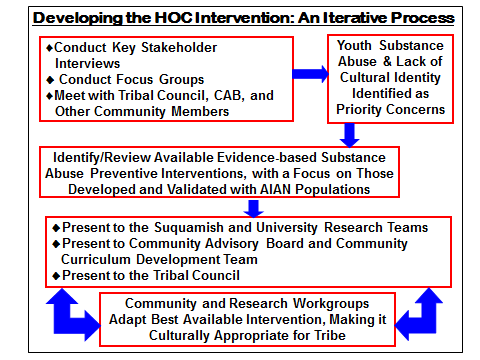 Developing the HOC Intervention: An Iterative Process
◆Conduct Key Stakeholder
Interviews
◆ Conduct Focus Groups
◆Meet with Tribal Council, CAB, and
Other Community Members
Youth Substance
Abuse & Lack of
Cultural Identity
Identified as
Priority Concerns
Identify/Review Available Evidence-based Substance
Abuse Preventive Interventions, with a Focus on Those
Developed and Validated with AIAN Populations
◆Present to the Suquamish and University Research Teams
◆Present to Community Advisory Board and Community
Curriculum Development Team
◆Present to the Tribal Council
Community and Research Workgroups
Adapt Best Available Intervention, Making it
Culturally Appropriate for Tribe